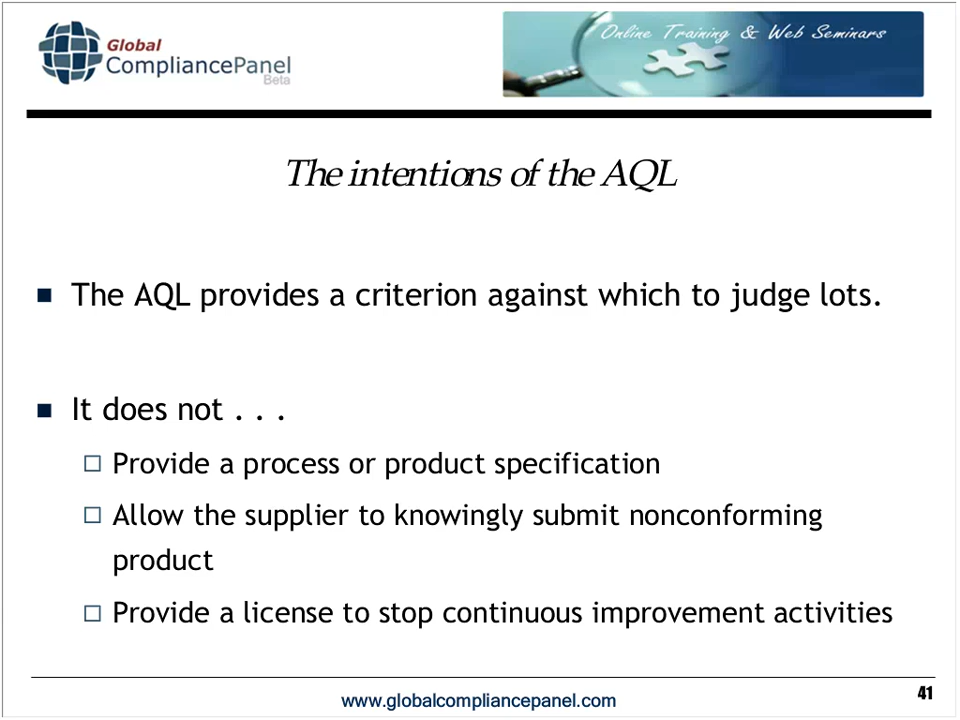 Global
CompliancePanel
Beta
Online Training & Web Seminars
The intentions of the AQL
The AQL provides a criterion against which to judge lots.
It does not . . .
Provide a process or product specification
Allow the supplier to knowingly submit nonconforming
product
Provide a license to stop continuous improvement activities
www.globalcompliancepanel.com
41